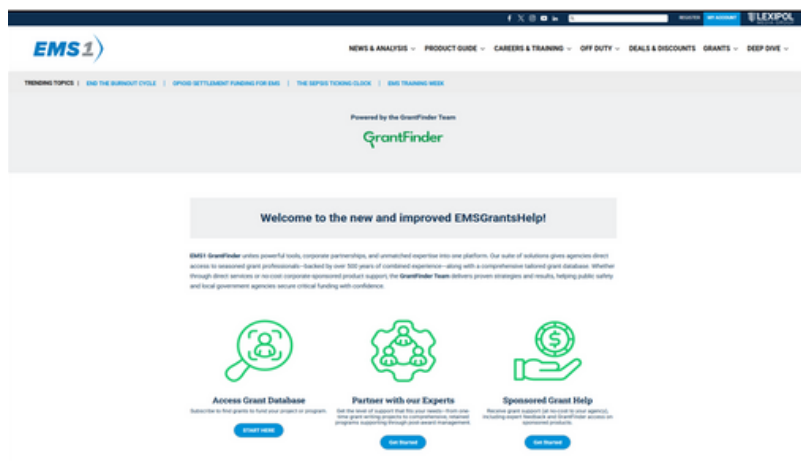 REGISTER MY ACCOUNT LEXIPOL
EMS1 NEWS & ANALYSIS PRODUCT GUIDE CAREERS & TRAINING OFF DUTY DEALS & DISCOUNTS GRANTS DEEP DIVE
TRENDING TOPICS | END THE BURNOUT CYCLE | OPIOID SETTLEMENT FUNDING FOR EMS | THE SEPSIS TICKING CLOCK | EMS TRAINING WEEK
Powered by the GrantFinder Team
GrantFinder
Welcome to the new and improved EMSGrantsHelp!
EMS1 GrantFinder unites powerful tools, corporate partnerships, and unmatched expertise into one platform. Our suite of solutions gives agencies direct
access to seasoned grant professionals—backed by over 500 years of combined experience—along with a comprehensive tailored grant database. Whether
through direct services or no-cost corporate-sponsored product support, the GrantFinder Team delivers proven strategies and results, helping public safety
and local government agencies secure critical funding with confidence.
Access Grant Database
Subscribe to find grants to fund your project or program.
START HERE
Partner with our Experts
Get the level of support that fits your needs—from one-
time grant writing projects to comprehensive, retained
programs supporting through post-award management.
Get Started
Sponsored Grant Help
Receive grant support (at no-cost to your agency),
including expert feedback and GrantFinder access on
sponsored products.
Get Started